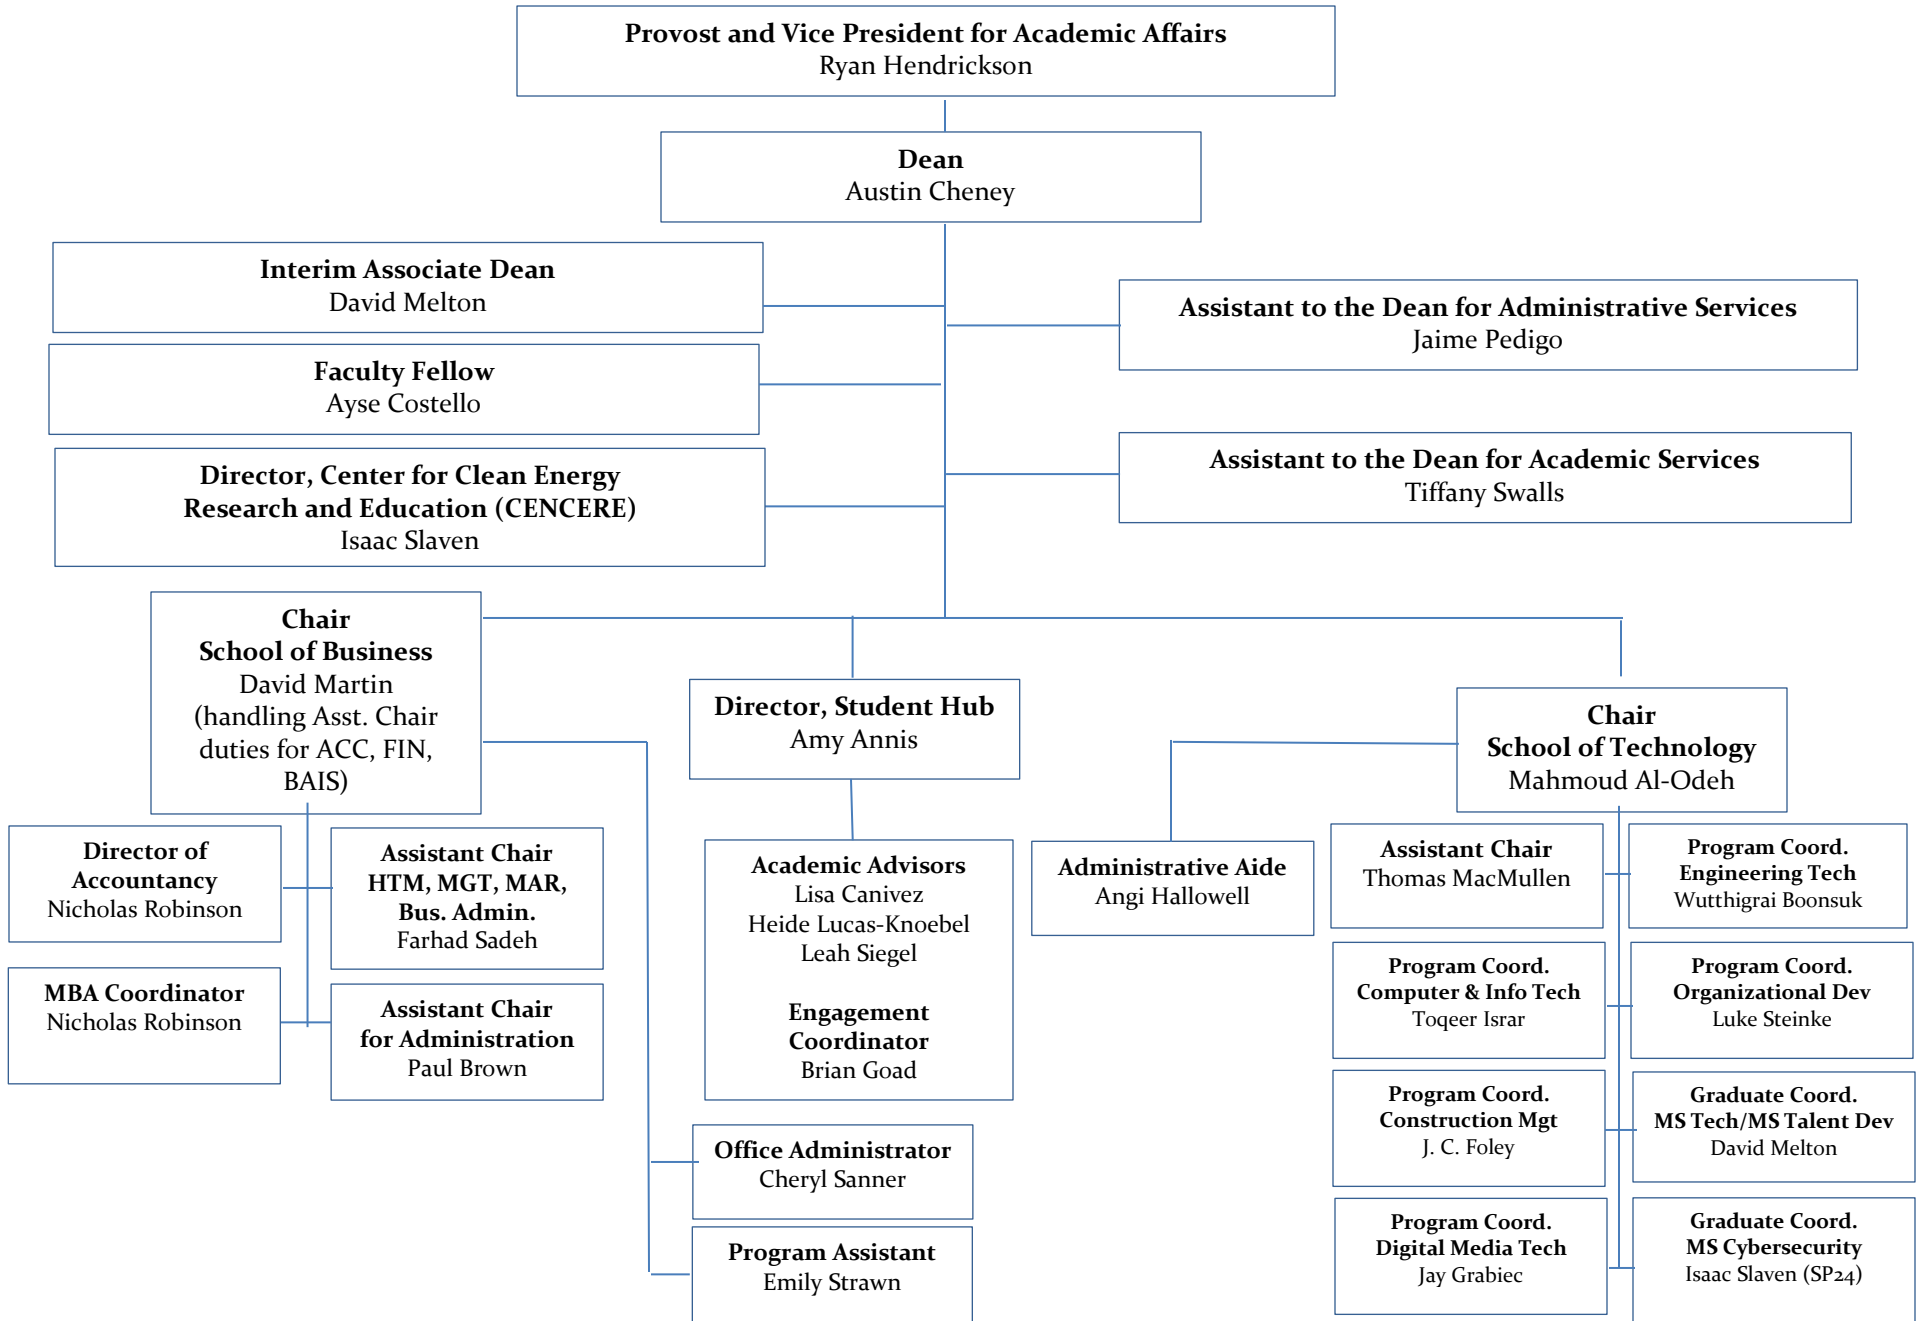 Provost and Vice President for Academic Affairs
Ryan Hendrickson
Dean
Austin Cheney
Interim Associate Dean
David Melton
Assistant to the Dean for Administrative Services
Jaime Pedigo
Faculty Fellow
Ayse Costello
Assistant to the Dean for Academic Services
Tiffany Swalls
Director, Center for Clean Energy
Research and Education (CENCERE)
Isaac Slaven
Chair
School of Business
David Martin
(handling Asst. Chair
duties for ACC, FIN,
BAIS)
Director, Student Hub
Amy Annis
Chair
School of Technology
Mahmoud Al-Odeh
Director of
Accountancy
Nicholas Robinson
Assistant Chair
HTM, MGT, MAR,
Bus. Admin.
Farhad Sadeh
MBA Coordinator
Nicholas Robinson
Assistant Chair
for Administration
Paul Brown
Academic Advisors
Lisa Canivez
Heide Lucas-Knoebel
Leah Siegel
Engagement
Coordinator
Brian Goad
Office Administrator
Cheryl Sanner
Program Assistant
Emily Strawn
Administrative Aide
Angi Hallowell
Assistant Chair
Thomas MacMullen
Program Coord.
Engineering Tech
Wutthigrai Boonsuk
Program Coord.
Computer & Info Tech
Toqeer Israr
Program Coord.
Organizational Dev
Luke Steinke
Program Coord.
Construction Mgt
J. C. Foley
Graduate Coord.
MS Tech/MS Talent Dev
David Melton
Program Coord.
Digital Media Tech
Jay Grabiec
Graduate Coord.
MS Cybersecurity
Isaac Slaven (SP24)